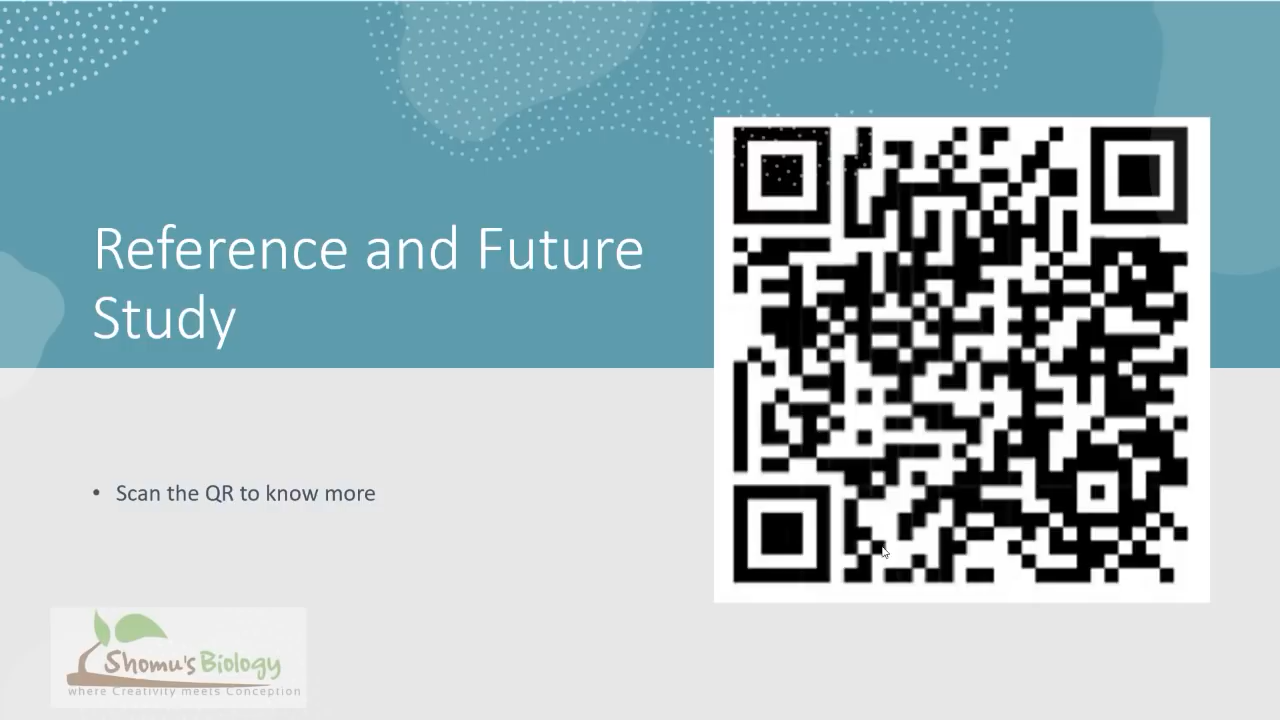 Reference and Future
Study
• Scan the QR to know more
Shomu's Biology
where Creativity meets Conception